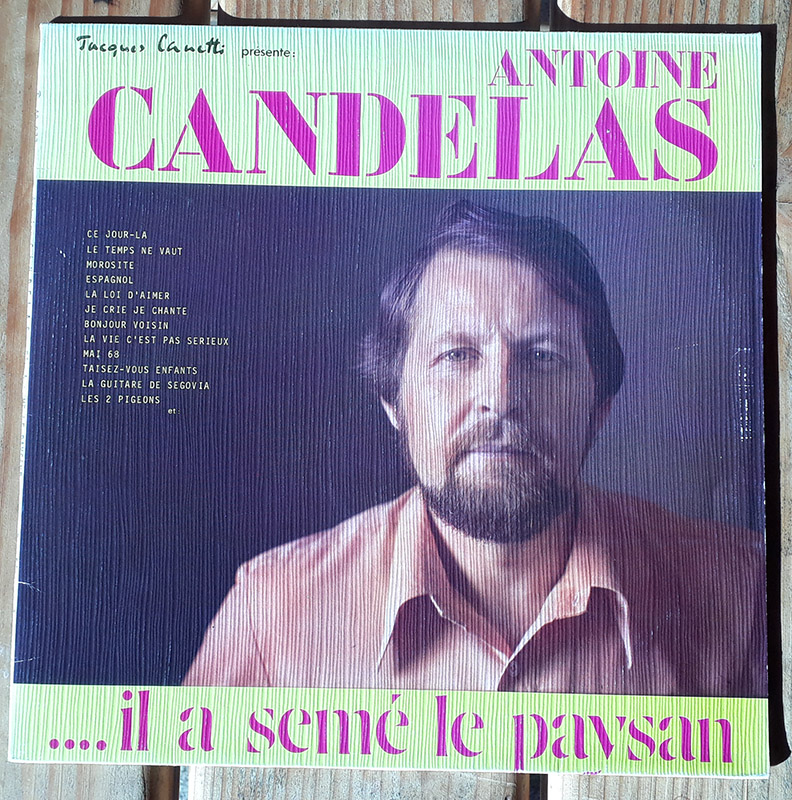 Jacques Canetti présente:
ANTOINE
CANDELAS
CE JOUR-LA
LE TEMPS NE VAUT
MOROSITE
ESPAGNOL
LA LOI D'AIMER
JE CRIE JE CHANTE
BONJOUR VOISIN
LA VIE C'EST PAS SERIEUX
MAI 68
TAISEZ-VOUS ENFANTS
LA GUITARE DE SEGOVIA
LES 2 PIGEONS
et:
....il a semé le paysan